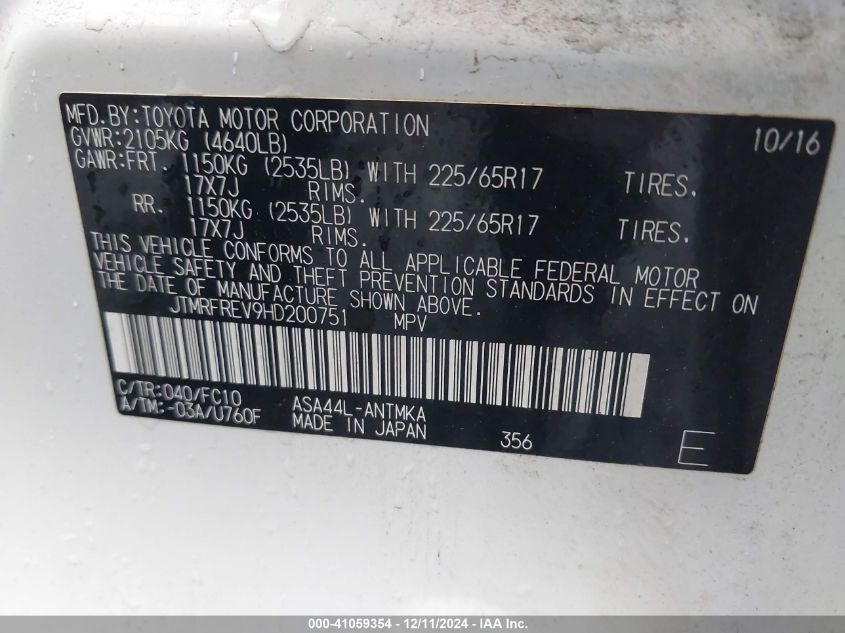 MFD.BY:TOYOTA MOTOR CORPORATION 10/16
GVWR:2105KG (4640LB)
GAWR:FRT. 1150KG (2535LB) WITH 225/65R17 TIRES,
17X7J RIMS.
RR. 1150KG (2535LB) WITH 225/65R17 TIRES.
17X7J RIMS.
THIS VEHICLE CONFORMS TO ALL APPLICABLE FEDERAL MOTOR
VEHICLE SAFETY AND THEFT PREVENTION STANDARDS IN EFFECT ON
THE DATE OF MANUFACTURE SHOWN ABOVE.
JTMRFREV9HD200751 MPV
C/TR:040/FC10 ASA44L-ANTMKA
A/TM:-03A/U760F MADE IN JAPAN 356 E
000-41059354 - 12/11/2024 - IAA Inc.